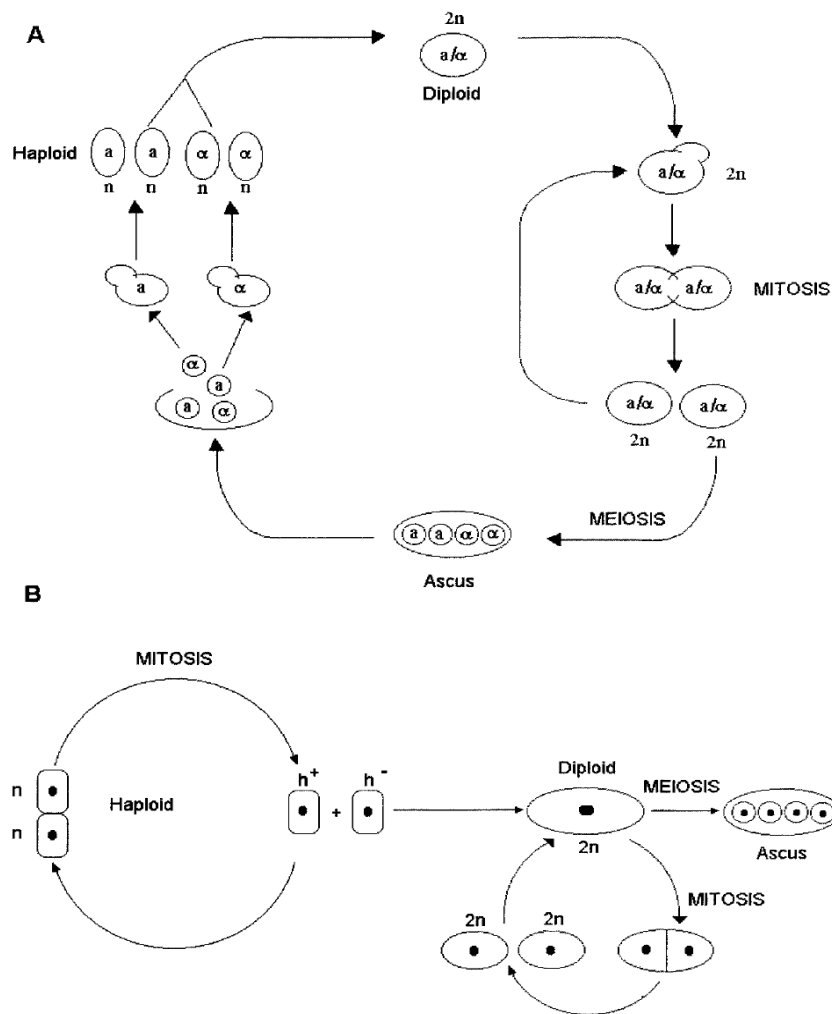 A
2n
a/α
Diploid
Haploid
a a α α
n n n n
a/α 2n
a α
a/α a/α MITOSIS
α
a
a α
a/α a/α
2n 2n
MEIOSIS
a a α α
Ascus
B
MITOSIS
n
n
Haploid
h⁺ h⁻
+
Diploid
2n
MEIOSIS
Ascus
MITOSIS
2n 2n